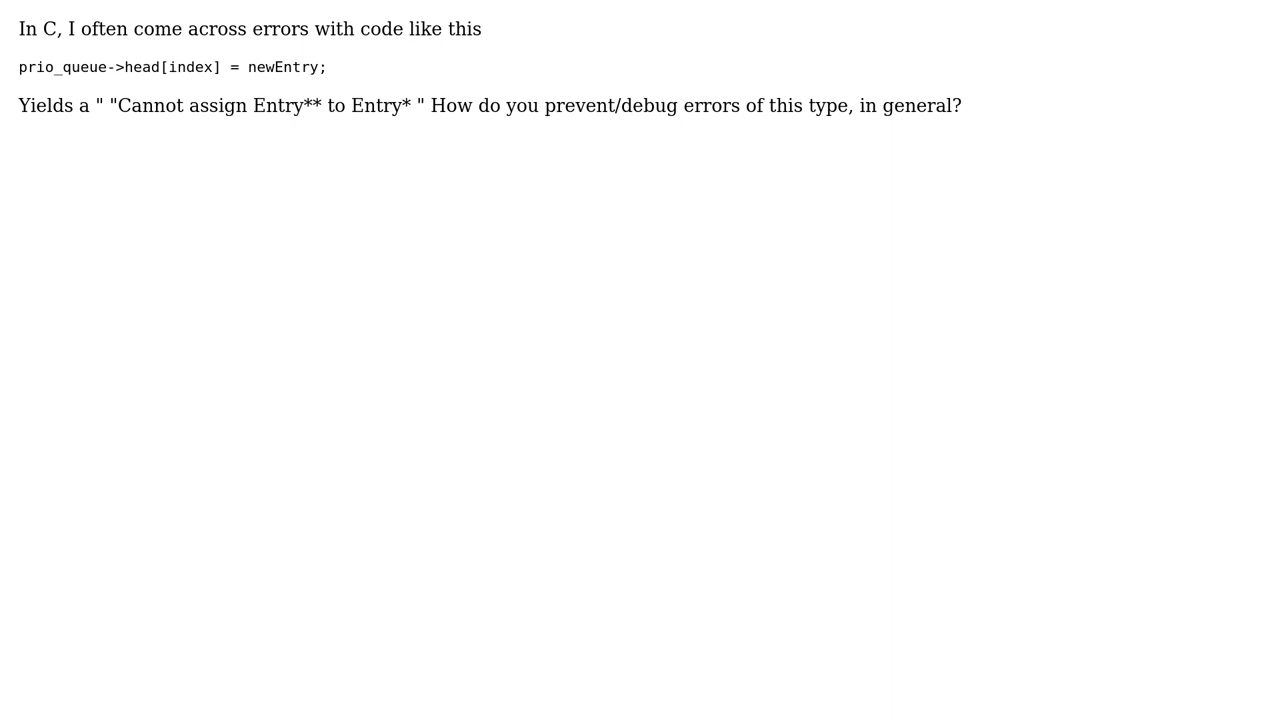 In C, I often come across errors with code like this
prio_queue->head[index] = newEntry;
Yields a " "Cannot assign Entry** to Entry* " How do you prevent/debug errors of this type, in general?